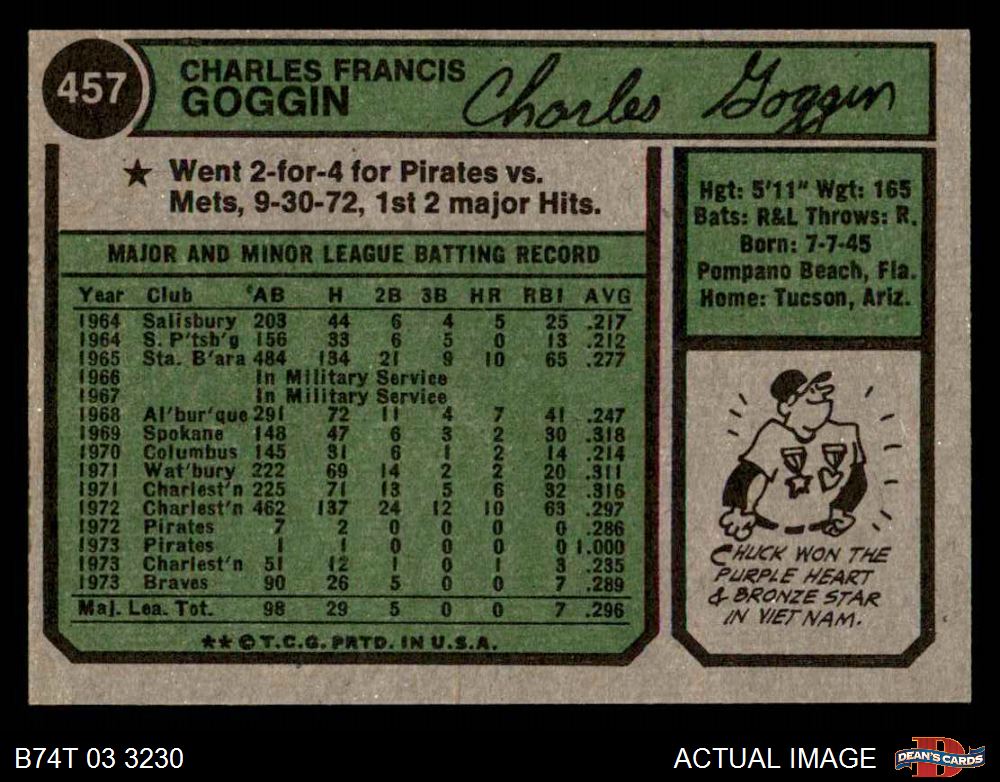 457
CHARLES FRANCIS
GOGGIN
Charles Goggin
★ Went 2-for-4 for Pirates vs.
Mets, 9-30-72, 1st 2 major Hits.
MAJOR AND MINOR LEAGUE BATTING RECORD
Year Club AB H 2B 3B HR RBI AVG
1964 Salisbury 203 44 6 4 5 25 .217
1964 S. P'tsb'g 156 33 6 5 0 13 .212
1965 Sta. B'ara 484 134 21 9 10 65 .277
1966 In Military Service
1967 In Military Service
1968 Al'bur'que 291 72 11 4 7 41 .247
1969 Spokane 148 47 6 3 2 30 .318
1970 Columbus 145 31 6 1 2 14 .214
1971 Wat'bury 222 69 14 2 2 20 .311
1971 Charlest'n 225 71 13 5 6 32 .316
1972 Charlest'n 462 137 24 12 10 63 .297
1972 Pirates 7 2 0 0 0 0 .286
1973 Pirates 1 1 0 0 0 0 1.000
1973 Charlest'n 51 12 1 0 1 3 .235
1973 Braves 90 26 5 0 0 7 .289
Maj. Lea. Tot. 98 29 5 0 0 7 .296
★★ © T.C.G. PRTD. IN U.S.A.
Hgt: 5'11" Wgt: 165
Bats: R&L Throws: R.
Born: 7-7-45
Pompano Beach, Fla.
Home: Tucson, Ariz.
CHUCK WON THE
PURPLE HEART
& BRONZE STAR
IN VIET NAM.
B74T 03 3230
ACTUAL IMAGE
D
DEAN'S CARDS